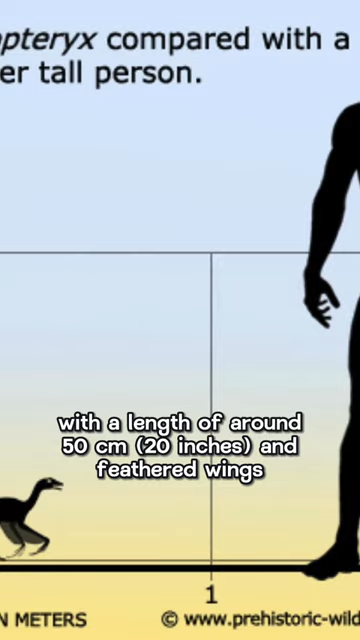 opteryx compared with a
er tall person.
with a length of around
50 cm (20 inches) and
feathered wings
1
N METERS © www.prehistoric-wild